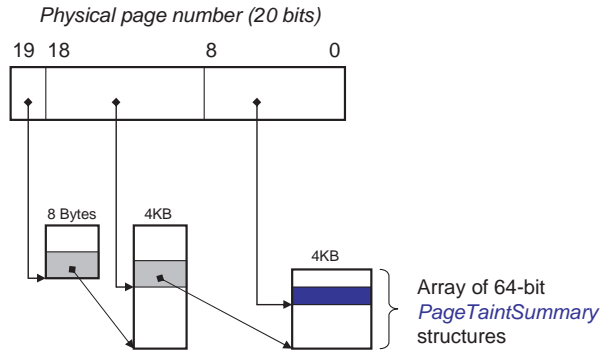 Physical page number (20 bits)
19 18 8 0
8 Bytes 4KB
4KB
Array of 64-bit
PageTaintSummary
structures